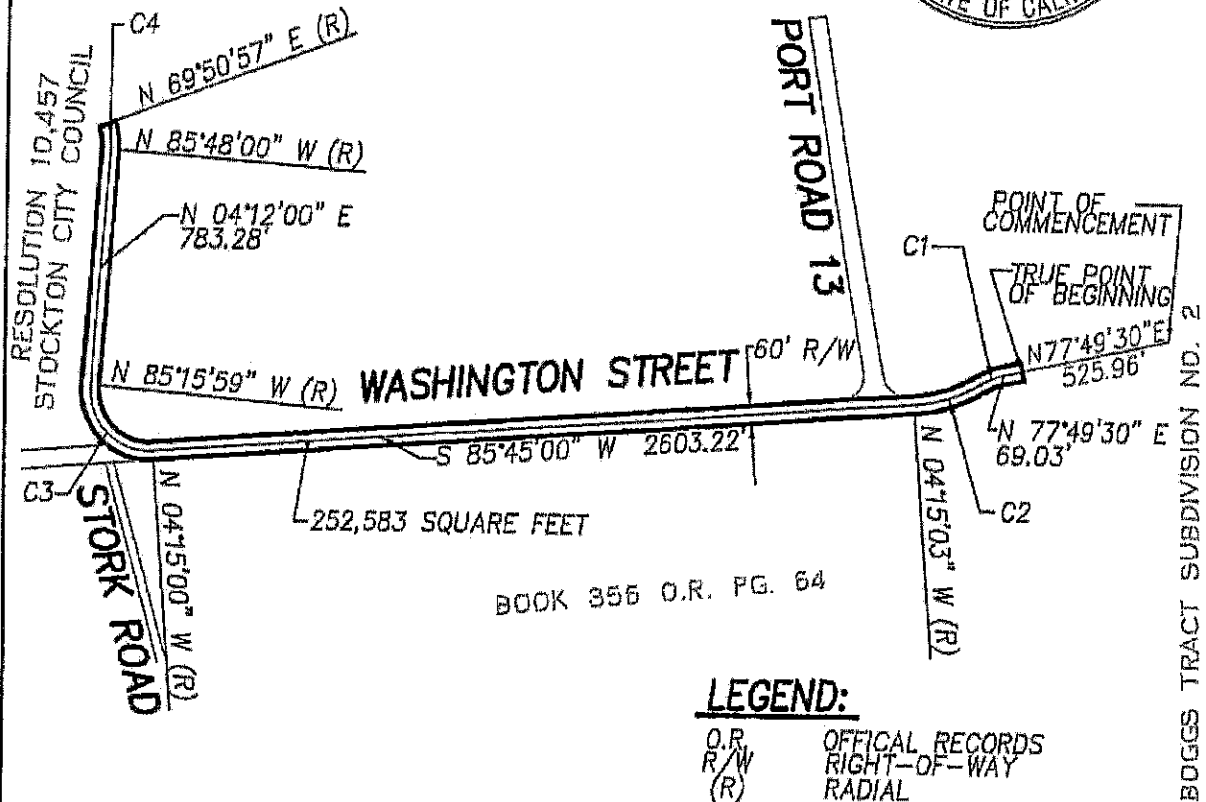 OF CALI
C4
N 69°50'57" E (R)
RESOLUTION 10,457
STOCKTON CITY COUNCIL
N 85°48'00" W (R)
N 04°12'00" E
783.28'
PORT ROAD 13
POINT OF
COMMENCEMENT
C1
TRUE POINT
OF BEGINNING
N77°49'30"E
525.96'
60' R/W
WASHINGTON STREET
N 85°15'59" W (R)
S 85°45'00" W 2603.22'
N 77°49'30" E
69.03'
C2
C3
STORK ROAD
N 04°15'00" W (R)
252,583 SQUARE FEET
N 04°15'03" W (R)
BOOK 356 O.R. PG. 64
BOGGS TRACT SUBDIVISION NO. 2
LEGEND:
O.R. OFFICAL RECORDS
R/W RIGHT-OF-WAY
(R) RADIAL